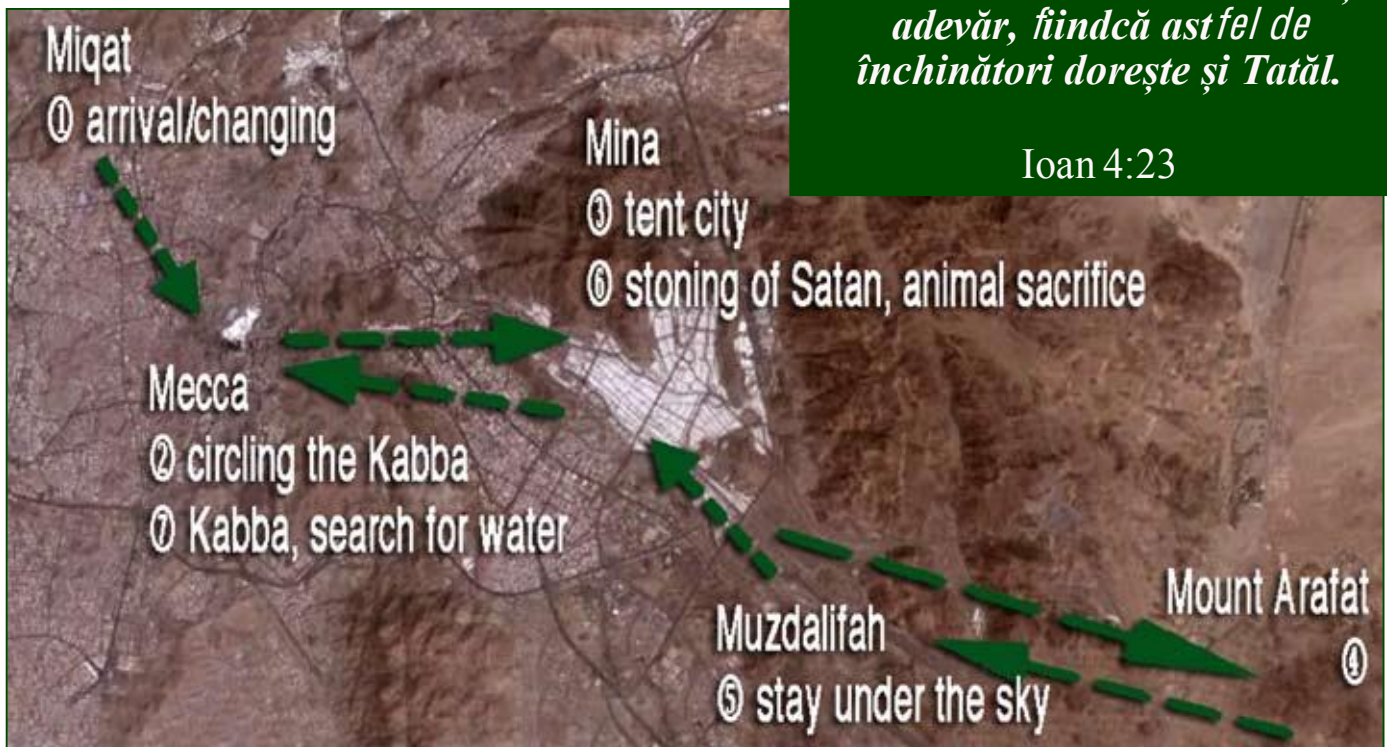 adevăr, fiindcă astfel de
închinători dorește și Tatăl.
Ioan 4:23
Miqat
① arrival/changing
Mina
③ tent city
⑥ stoning of Satan, animal sacrifice
Mecca
② circling the Kabba
⑦ Kabba, search for water
Muzdalifah
⑤ stay under the sky
Mount Arafat
④